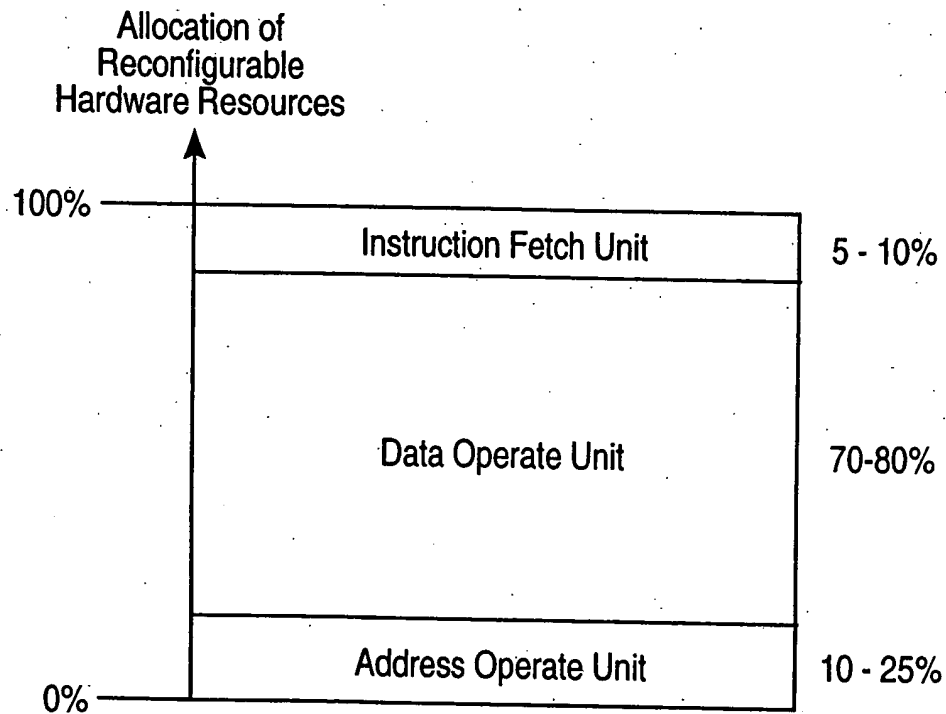 Allocation of
Reconfigurable
Hardware Resources
100%
Instruction Fetch Unit
5 - 10%
Data Operate Unit
70-80%
Address Operate Unit
10 - 25%
0%